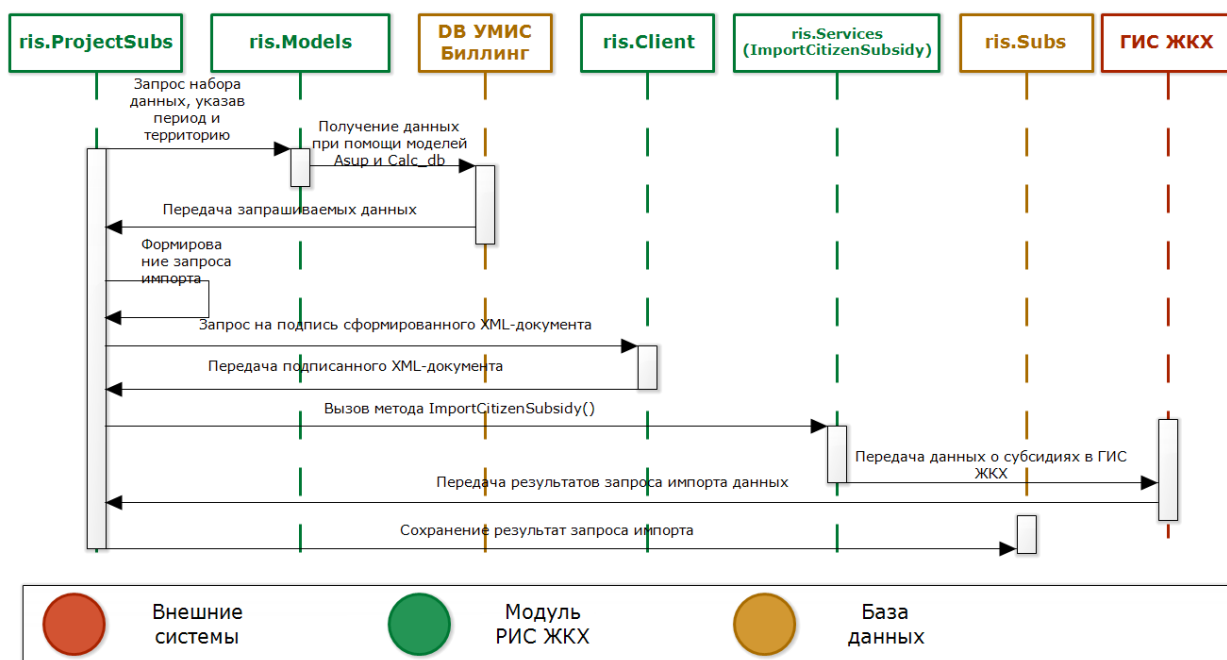 ris.ProjectSubs
ris.Models
DB УМИС
Биллинг
ris.Client
ris.Services
(ImportCitizenSubsidy)
ris.Subs
ГИС ЖКХ
Запрос набора
данных, указав
период и
территорию
Получение данных
при помощи моделей
Asup и Calc_db
Передача запрашиваемых данных
Формирова
ние запроса
импорта
Запрос на подпись сформированного XML-документа
Передача подписанного XML-документа
Вызов метода ImportCitizenSubsidy()
Передача данных о субсидиях в ГИС
ЖКХ
Передача результатов запроса импорта данных
Сохранение результат запроса импорта
Внешние
системы
Модуль
РИС ЖКХ
База
данных